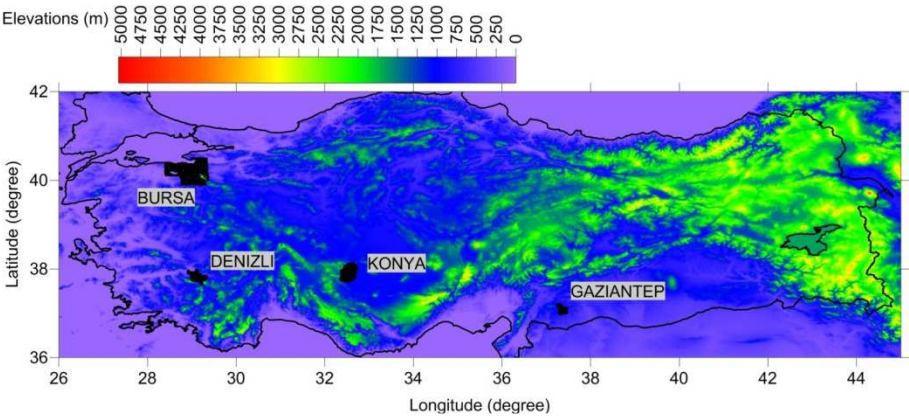 Elevations (m)
5000 4750 4500 4250 4000 3750 3500 3250 3000 2750 2500 2250 2000 1750 1500 1250 1000 750 500 250 0
42
40
38
36
Latitude (degree)
BURSA
DENIZLI
KONYA
GAZIANTEP
26 28 30 32 34 36 38 40 42 44
Longitude (degree)